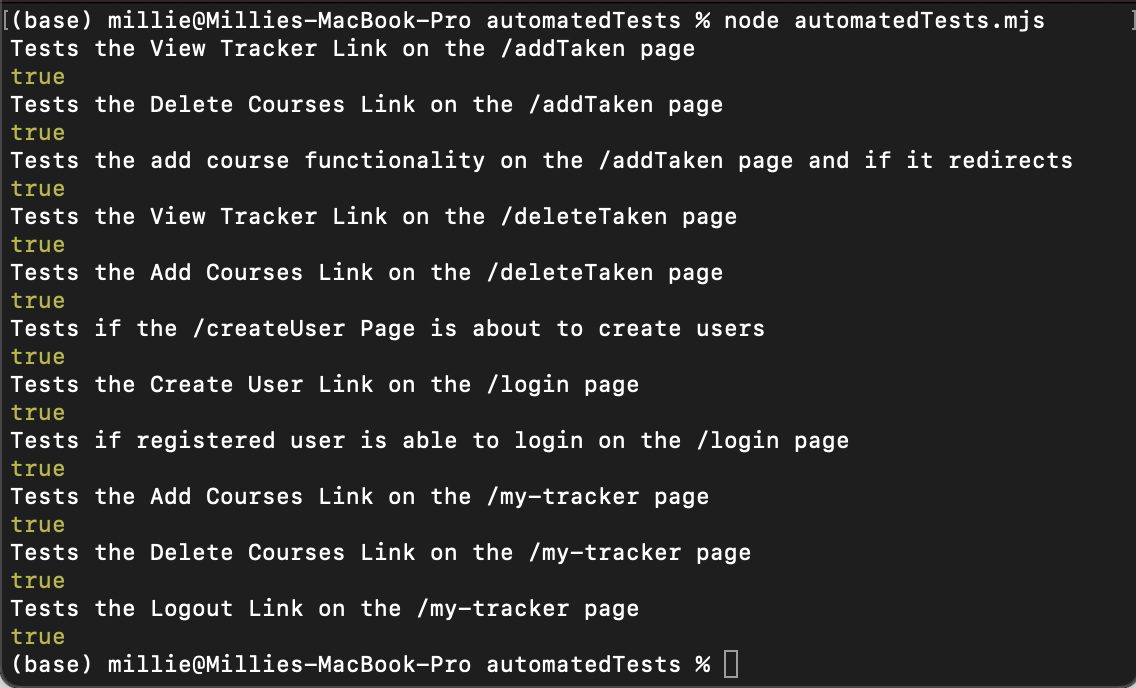 [(base) millie@Millies-MacBook-Pro automatedTests % node automatedTests.mjs ]
Tests the View Tracker Link on the /addTaken page
true
Tests the Delete Courses Link on the /addTaken page
true
Tests the add course functionality on the /addTaken page and if it redirects
true
Tests the View Tracker Link on the /deleteTaken page
true
Tests the Add Courses Link on the /deleteTaken page
true
Tests if the /createUser Page is about to create users
true
Tests the Create User Link on the /login page
true
Tests if registered user is able to login on the /login page
true
Tests the Add Courses Link on the /my-tracker page
true
Tests the Delete Courses Link on the /my-tracker page
true
Tests the Logout Link on the /my-tracker page
true
(base) millie@Millies-MacBook-Pro automatedTests %